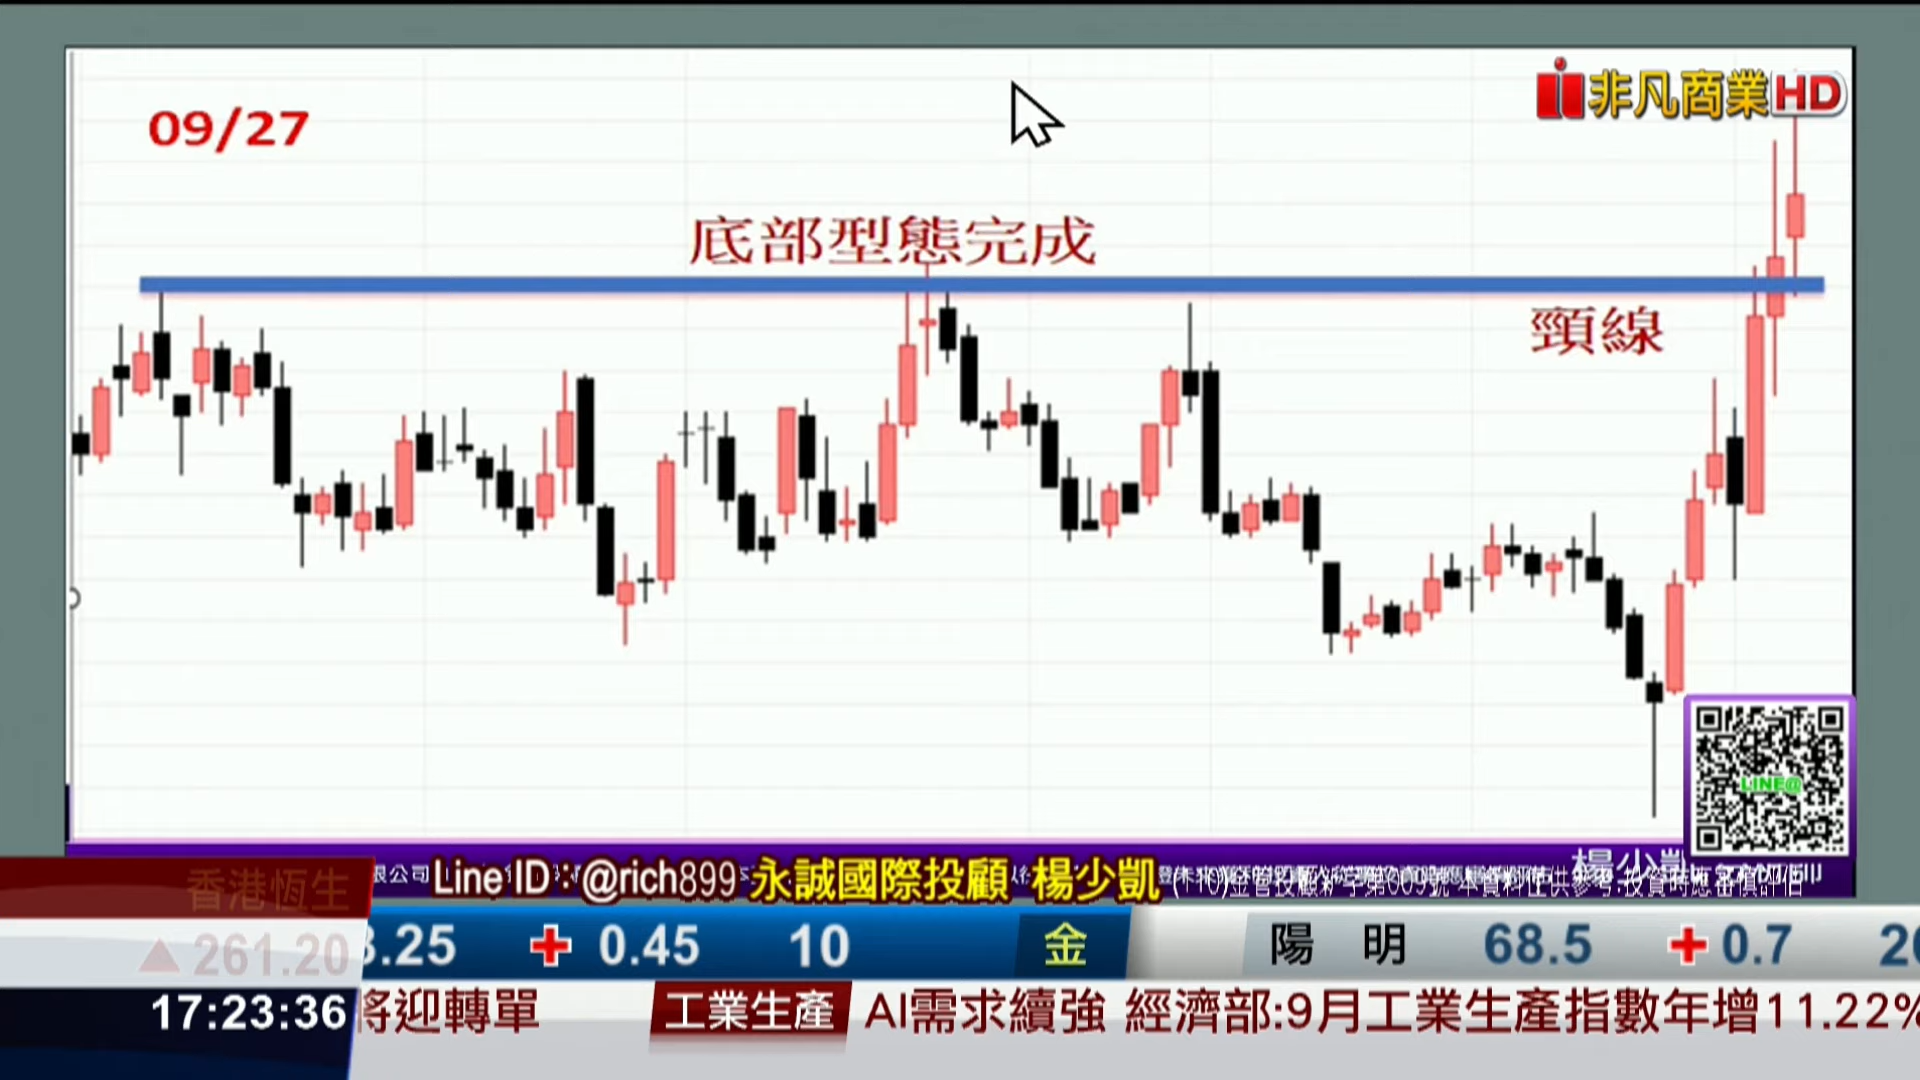 非凡商業HD
09/27
底部型態完成
頸線
LINE@
Line ID:@rich899 永誠國際投顧 楊少凱
香港恆生
▲ 261.20
3.25 + 0.45 10 金 陽 明 68.5 + 0.7
17:23:36
將迎轉單 工業生產 AI需求續強 經濟部:9月工業生產指數年增11.22%